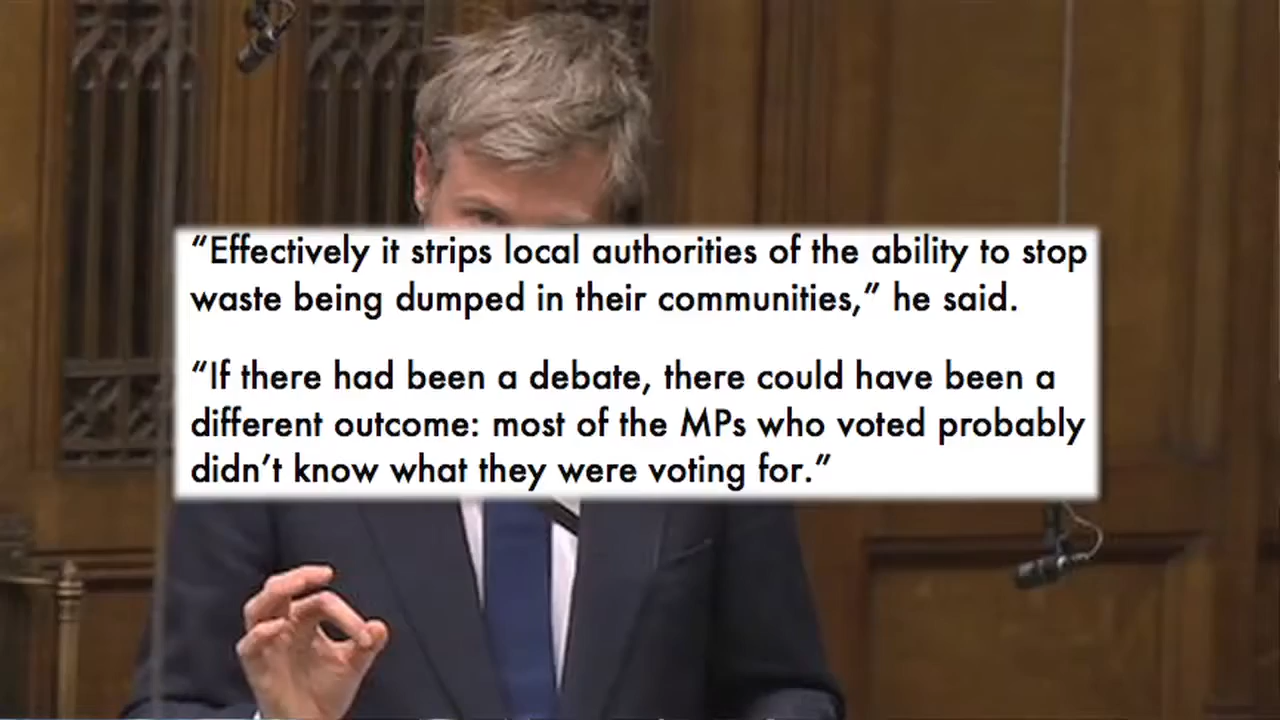 “Effectively it strips local authorities of the ability to stop
waste being dumped in their communities,” he said.
“If there had been a debate, there could have been a
different outcome: most of the MPs who voted probably
didn’t know what they were voting for.”